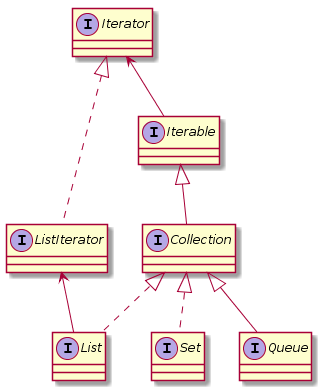 I Iterator
I Iterable
I ListIterator
I Collection
I List
I Set
I Queue